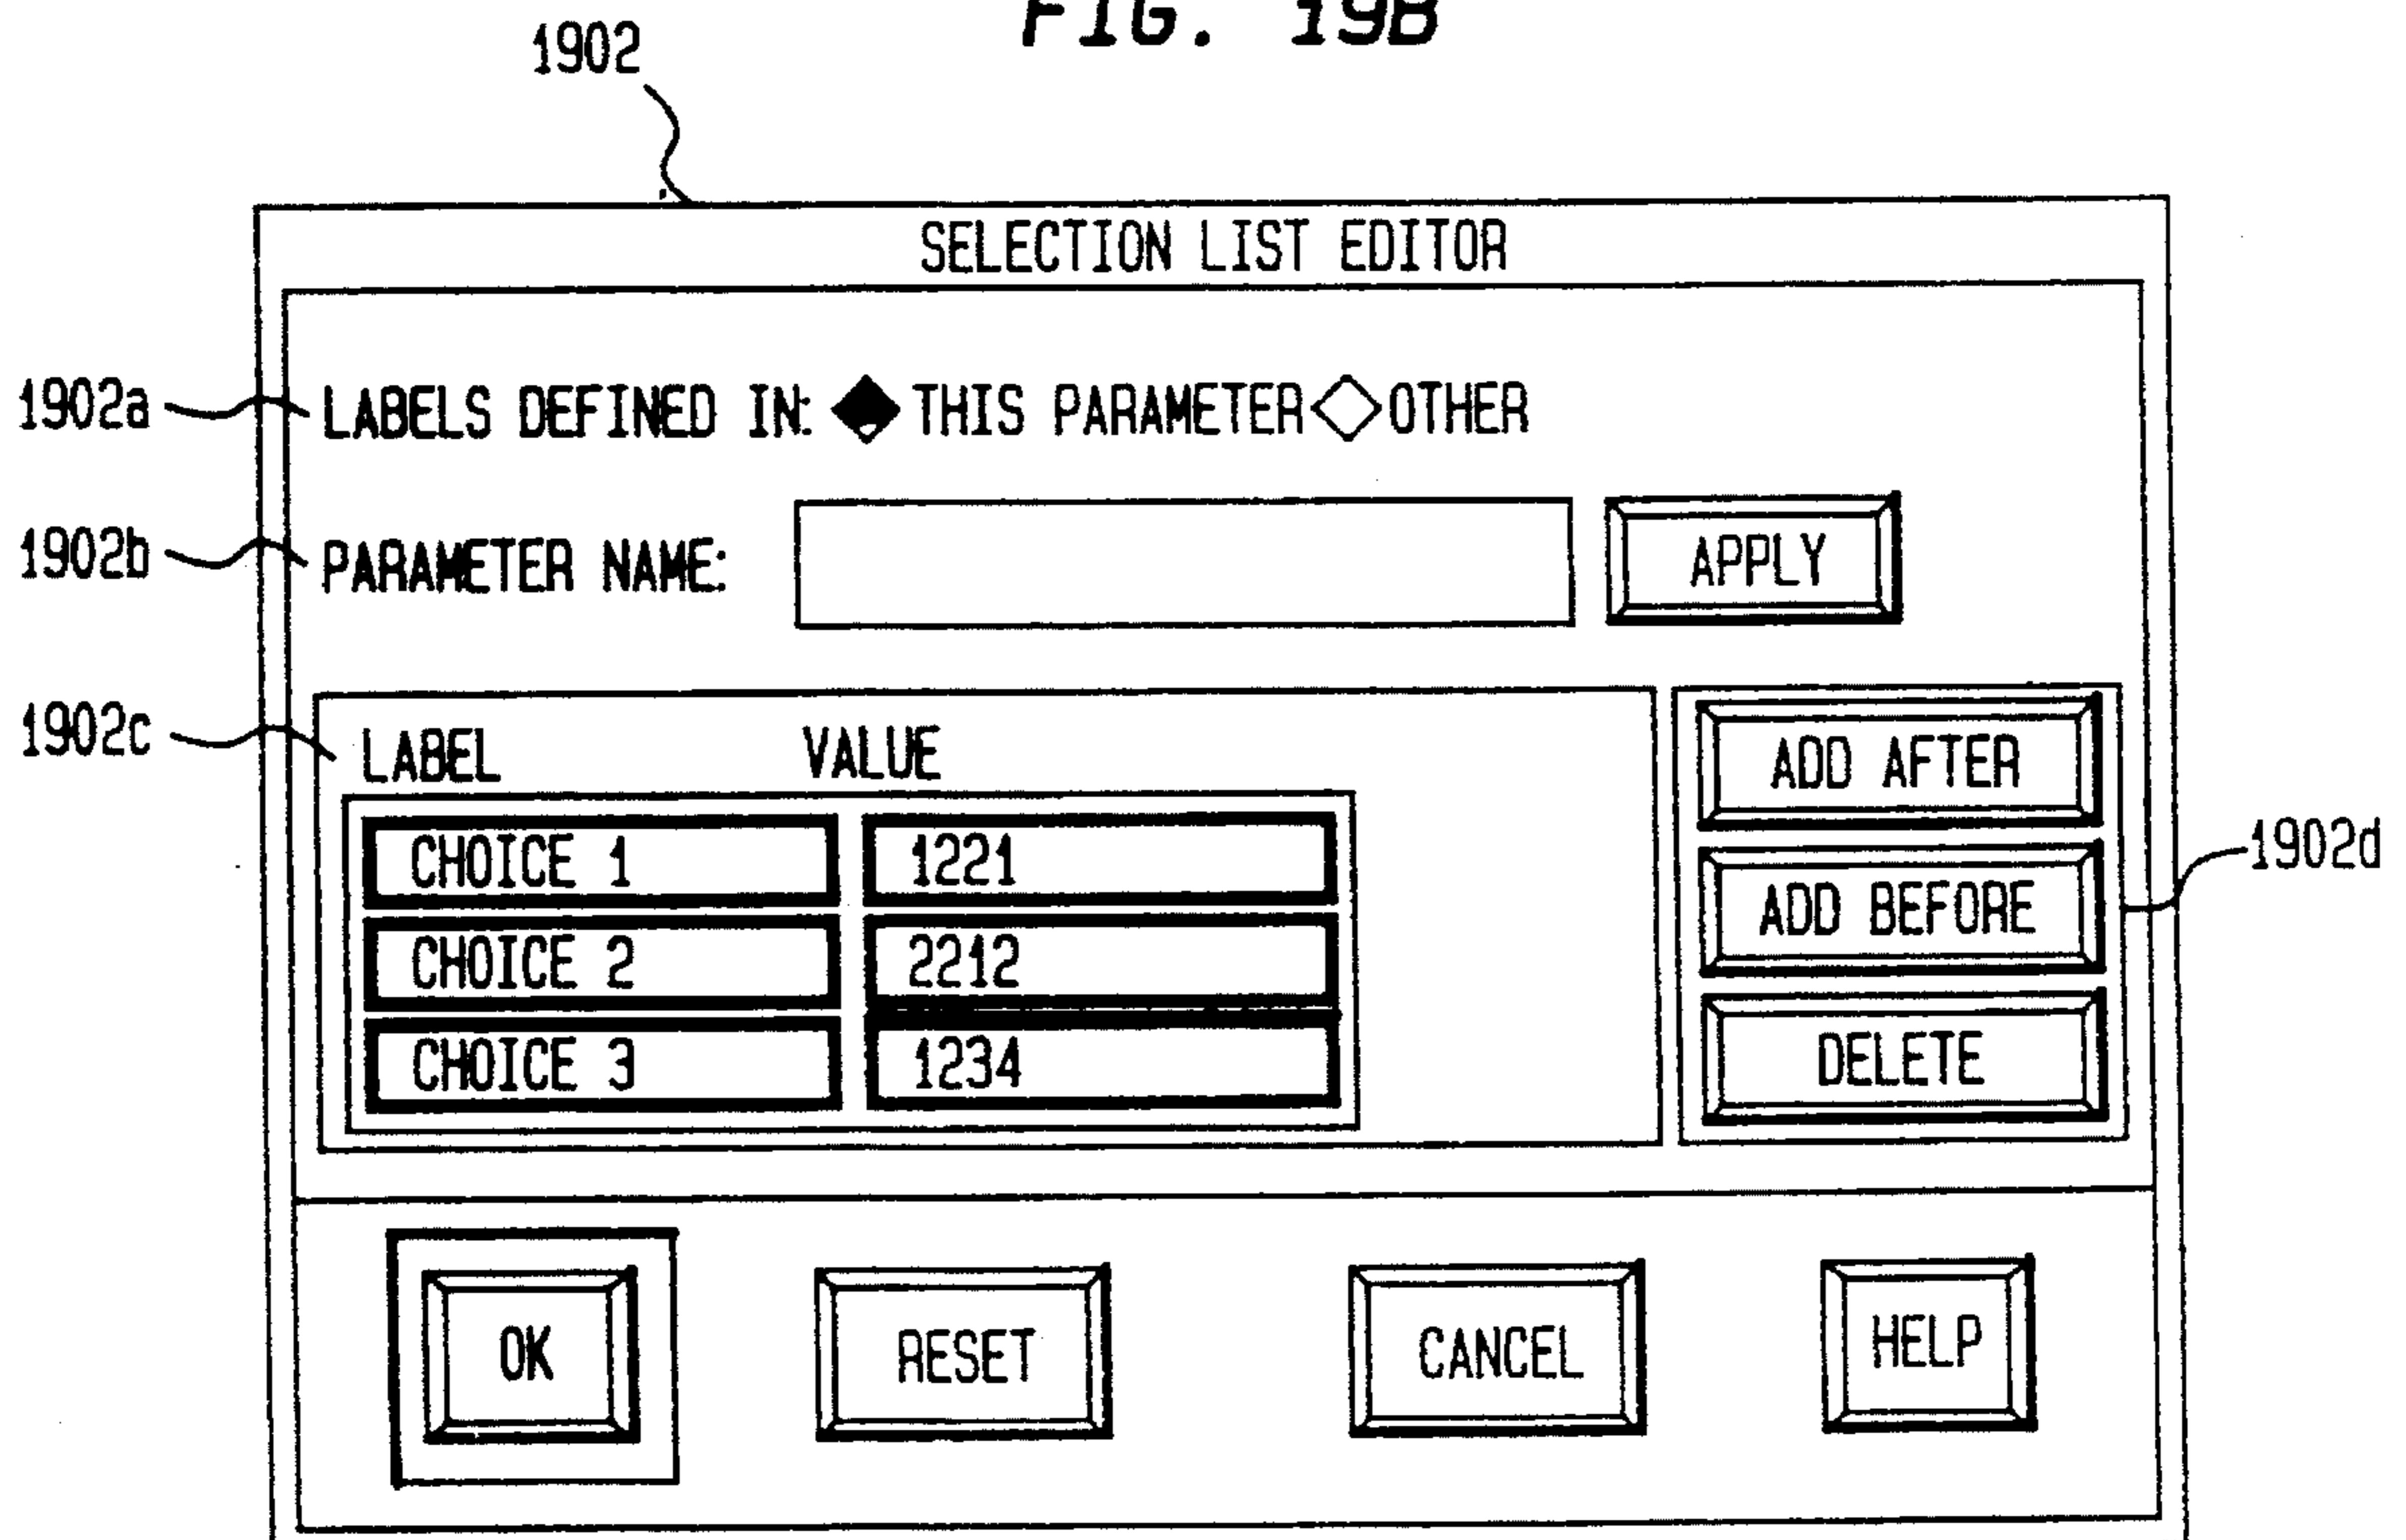 FIG. 19B
1902
SELECTION LIST EDITOR
1902a LABELS DEFINED IN: THIS PARAMETER OTHER
1902b PARAMETER NAME: APPLY
1902c LABEL VALUE
ADD AFTER
CHOICE 1 1221
1902d
ADD BEFORE
CHOICE 2 2212
CHOICE 3 1234
DELETE
OK RESET CANCEL HELP